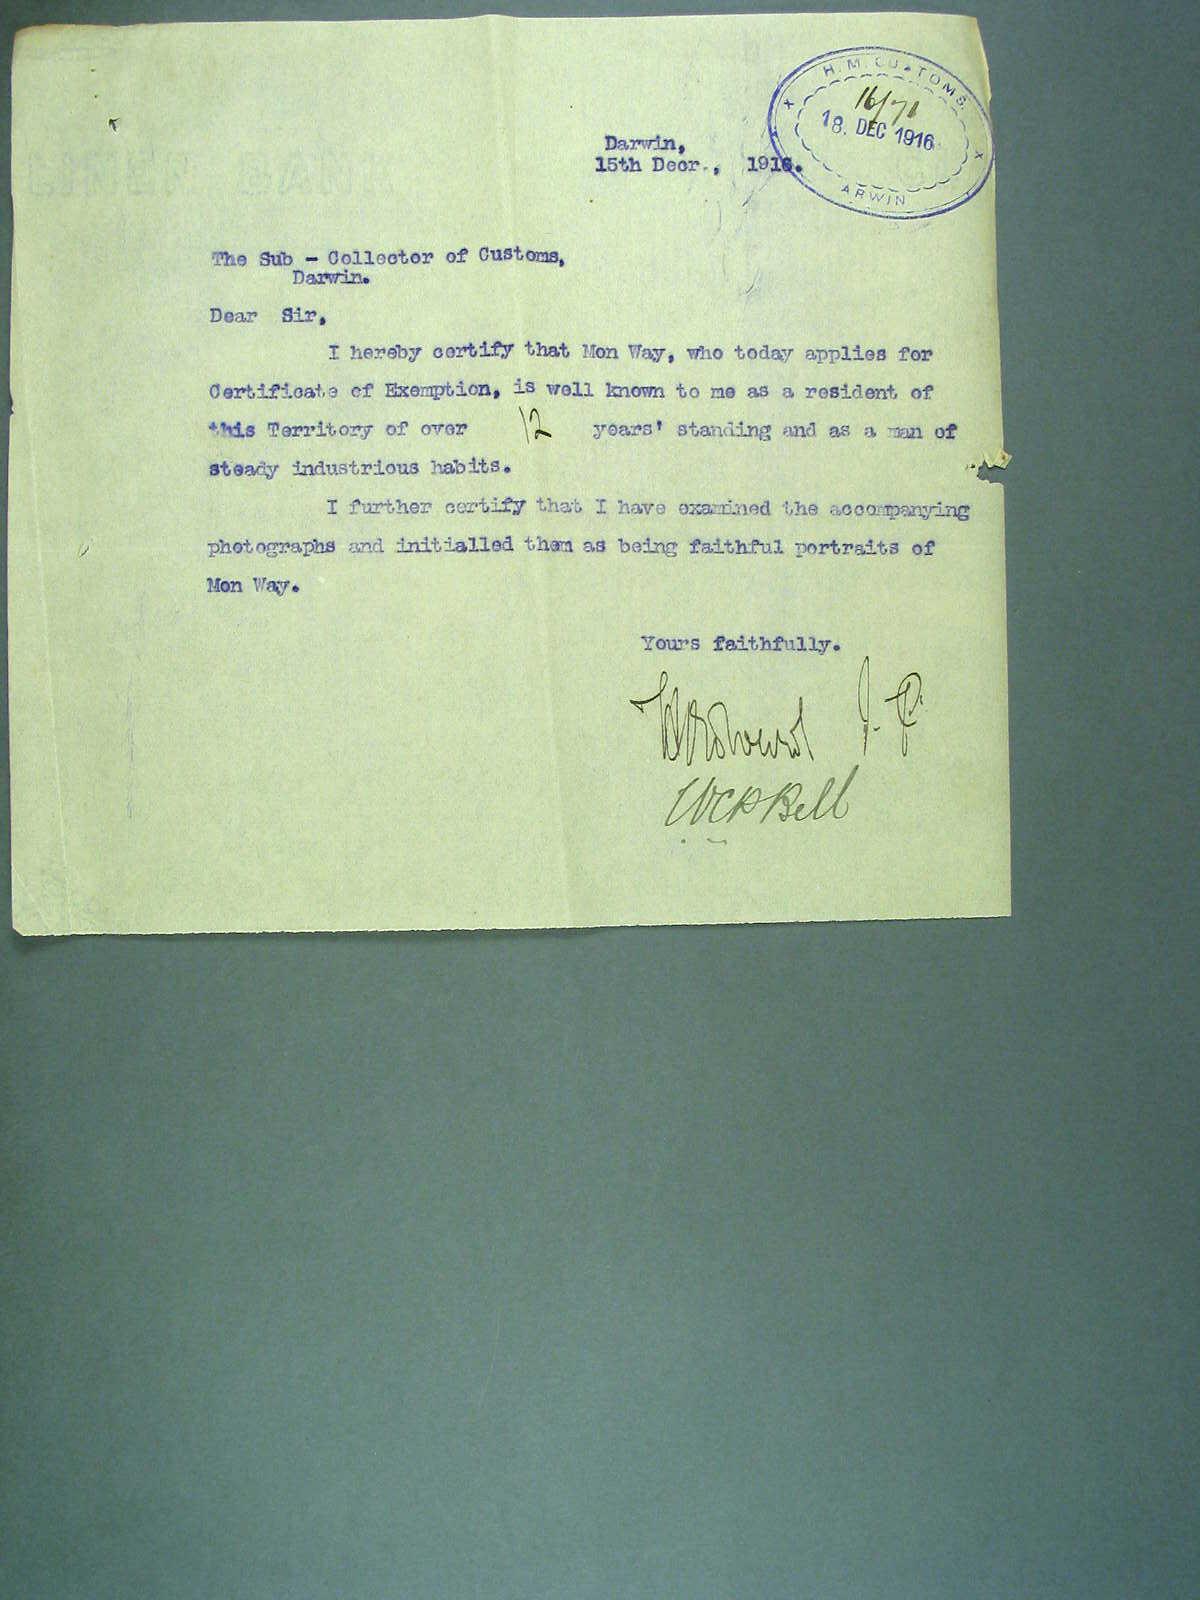 H. M. CUSTOMS.
16/71
18. DEC 1916
ARWIN
Darwin,
15th Decr., 1916.
The Sub - Collector of Customs,
Darwin.
Dear Sir,
I hereby certify that Mon Way, who today applies for
Certificate of Exemption, is well known to me as a resident of
this Territory of over 12 years' standing and as a man of
steady industrious habits.
I further certify that I have examined the accompanying
photographs and initialled them as being faithful portraits of
Mon Way.
Yours faithfully.
J. P.
Bell